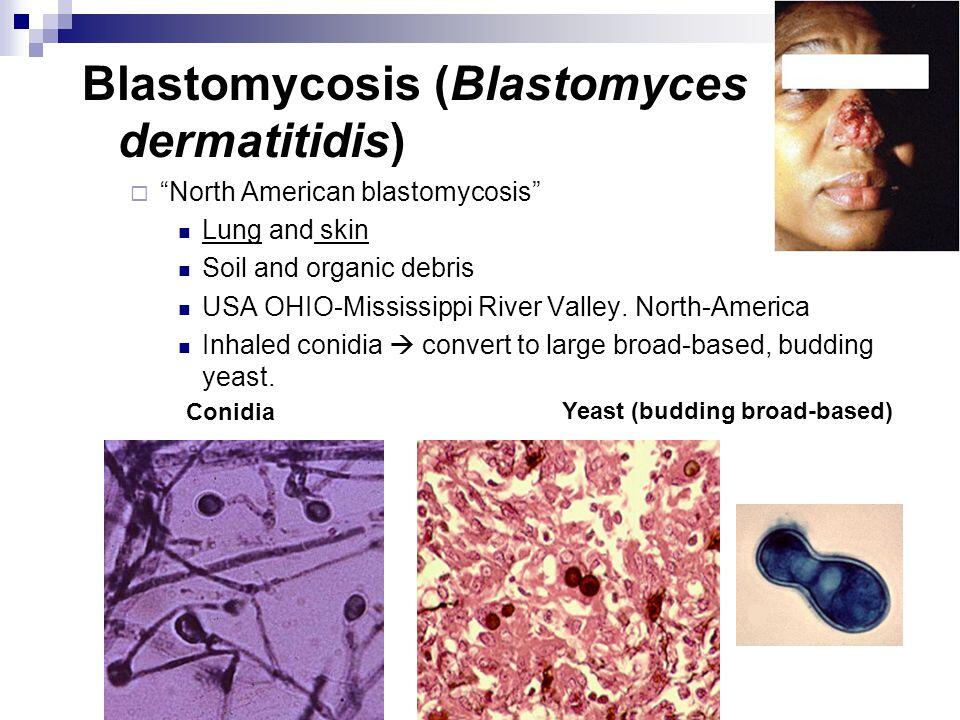 Blastomycosis (Blastomyces
dermatitidis)
“North American blastomycosis”
Lung and skin
Soil and organic debris
USA OHIO-Mississippi River Valley. North-America
Inhaled conidia → convert to large broad-based, budding
yeast.
Conidia
Yeast (budding broad-based)